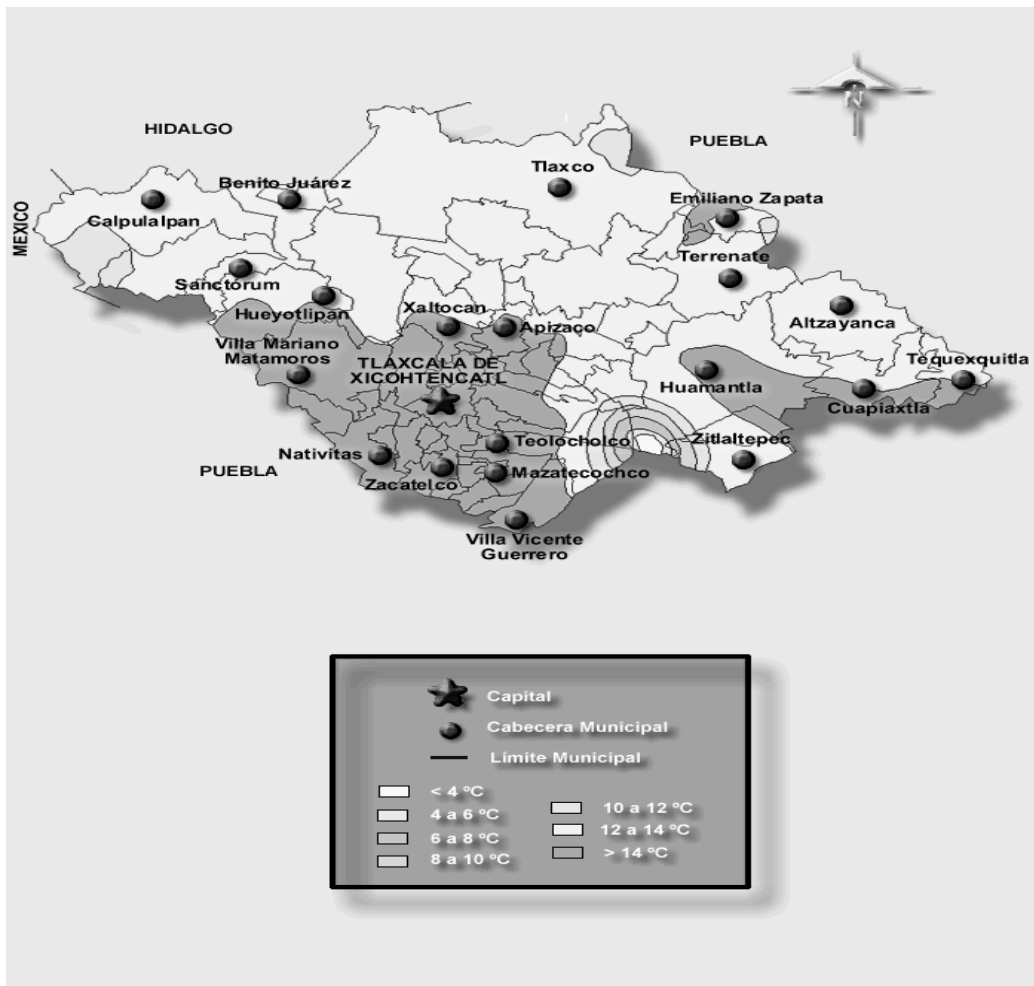 N
HIDALGO
PUEBLA
MEXICO
Tlaxco
Benito Juárez
Emiliano Zapata
Calpulalpan
Terrenate
Sanctórum
Hueyotlipan
Xaltocan
Apizaco
Altzayanca
Villa Mariano
Matamoros
TLAXCALA DE
XICOHTENCATL
Tequexquitla
Huamantla
Cuapiaxtla
Teolocholco
Zitlaltepec
Nativitas
PUEBLA
Zacatelco
Mazatecochco
Villa Vicente
Guerrero
Capital
Cabecera Municipal
Límite Municipal
< 4 ºC
4 a 6 ºC
6 a 8 ºC
8 a 10 ºC
10 a 12 ºC
12 a 14 ºC
> 14 ºC